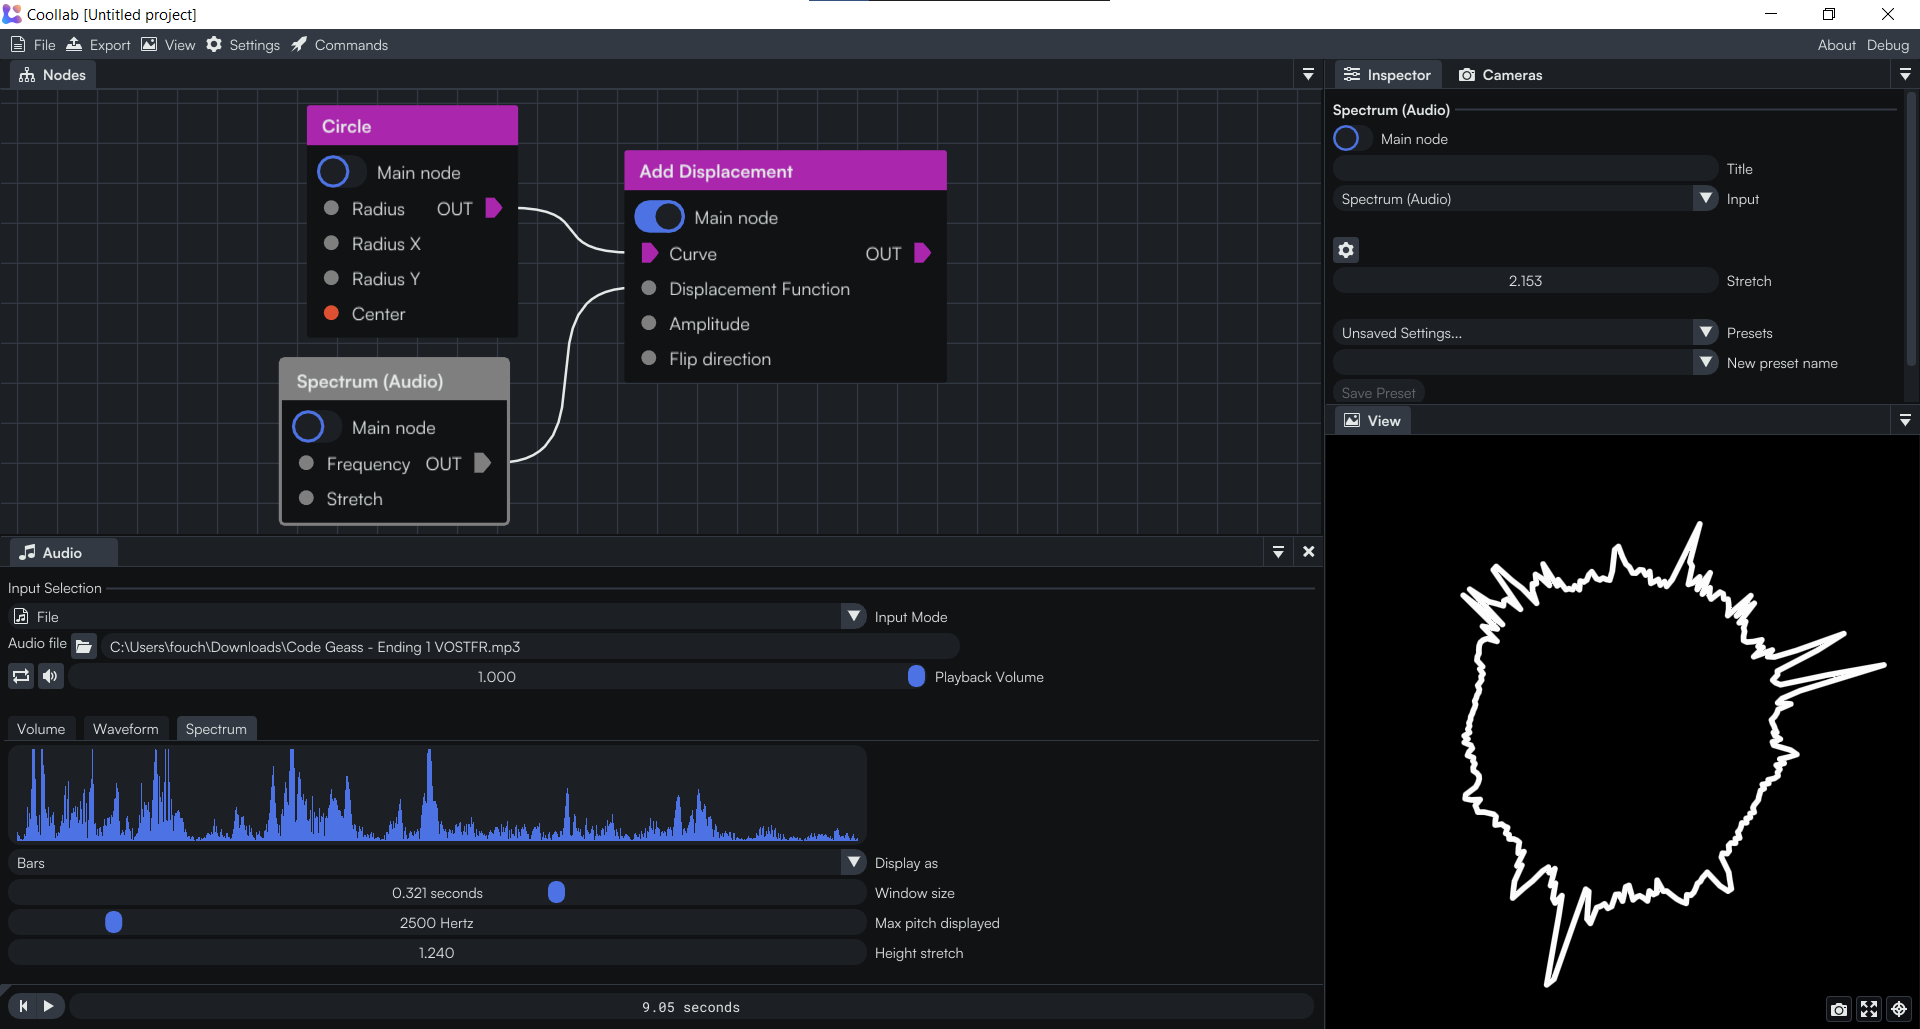 Coollab [Untitled project]
File Export View Settings Commands About Debug
Nodes
Circle
Main node
Radius OUT
Radius X
Radius Y
Center
Add Displacement
Main node
Curve OUT
Displacement Function
Amplitude
Flip direction
Spectrum (Audio)
Main node
Frequency OUT
Stretch
Inspector Cameras
Spectrum (Audio)
Main node
Title
Spectrum (Audio) Input
2.153 Stretch
Unsaved Settings... Presets
New preset name
Save Preset
View
Audio
Input Selection
File Input Mode
Audio file C:\Users\fouch\Downloads\Code Geass - Ending 1 VOSTFR.mp3
1.000 Playback Volume
Volume Waveform Spectrum
Bars Display as
0.321 seconds Window size
2500 Hertz Max pitch displayed
1.240 Height stretch
9.05 seconds